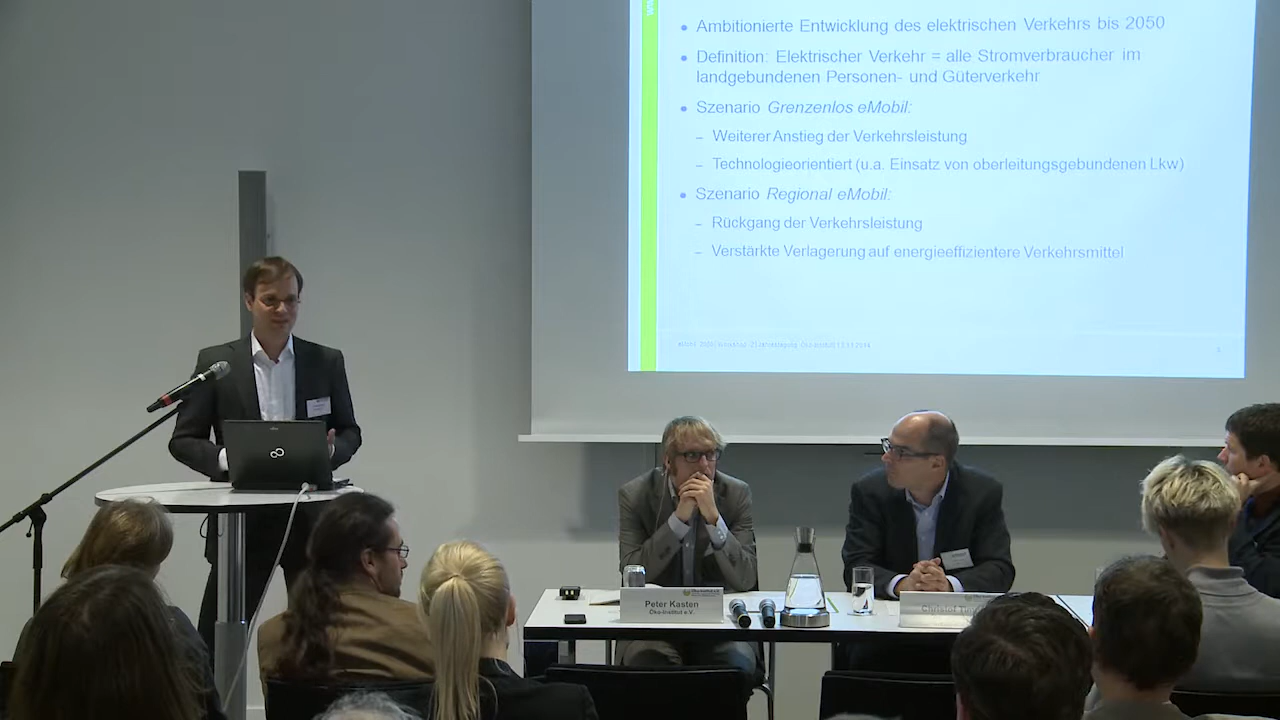 • Ambitionierte Entwicklung des elektrischen Verkehrs bis 2050
• Definition: Elektrischer Verkehr = alle Stromverbraucher im
landgebundenen Personen- und Güterverkehr
• Szenario Grenzenlos eMobil:
– Weiterer Anstieg der Verkehrsleistung
– Technologieorientiert (u.a. Einsatz von oberleitungsgebundenen Lkw)
• Szenario Regional eMobil:
– Rückgang der Verkehrsleistung
– Verstärkte Verlagerung auf energieeffizientere Verkehrsmittel
Peter Kasten
Öko-Institut e.V.